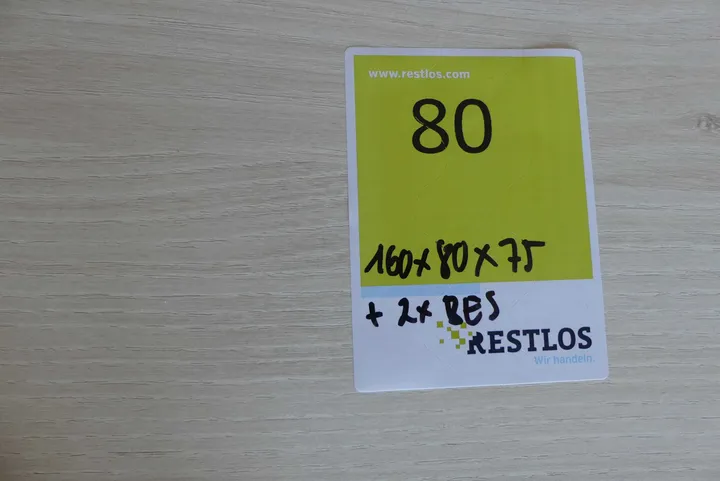 www.restlos.com
80
160x80x75
+ 2x BES
RESTLOS
Wir handeln.